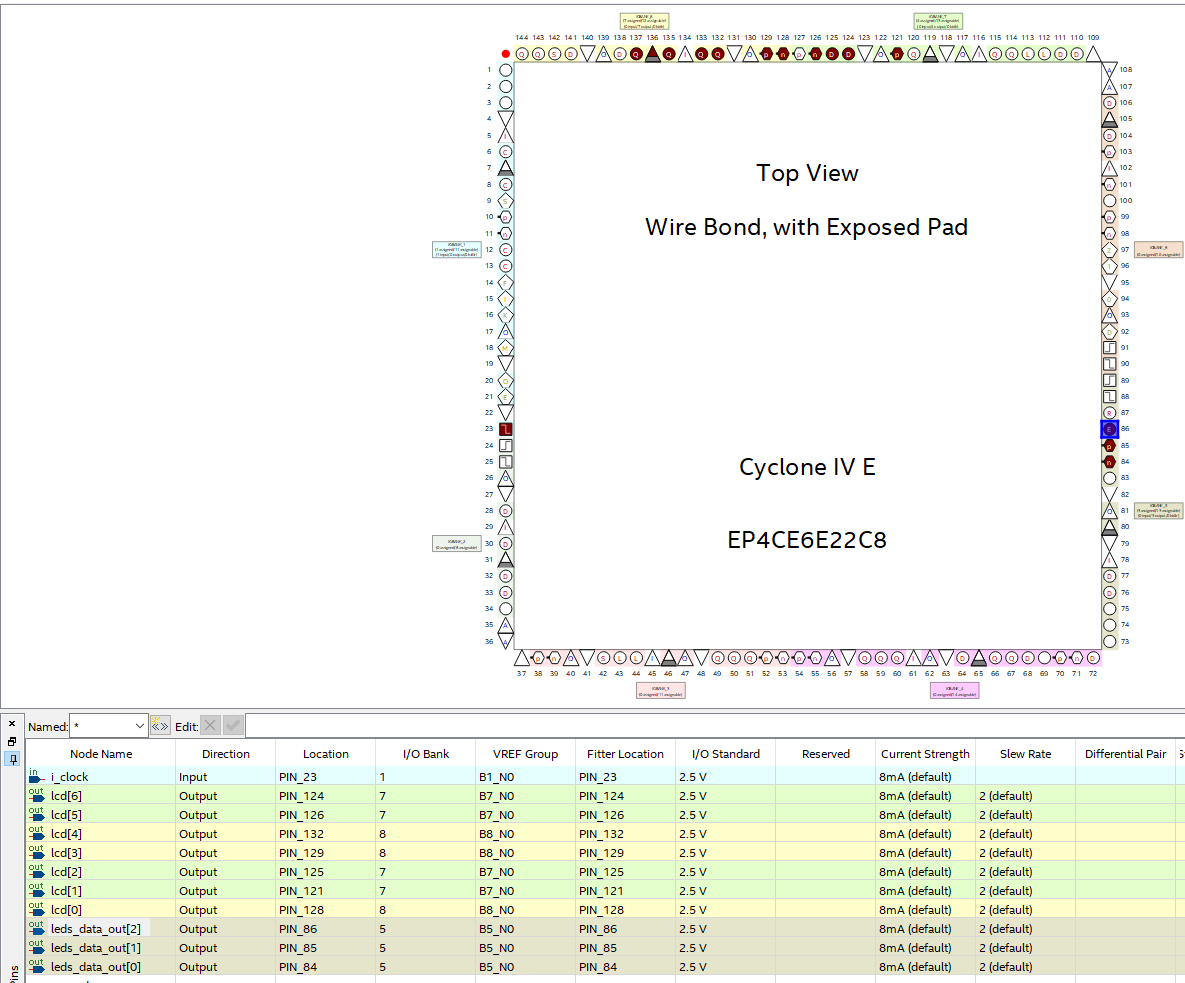 144 143 142 141 140 139 138 137 136 135 134 133 132 131 130 129 128 127 126 125 124 123 122 121 120 119 118 117 116 115 114 113 112 111 110 109
1 108
2 107
3 106
4 105
5 104
6 103
7 102
8 101
9 100
10 99
11 98
12 97
13 96
14 95
15 94
16 93
17 92
18 91
19 90
20 89
21 88
22 87
23 86
24 85
25 84
26 83
27 82
28 81
29 80
30 79
31 78
32 77
33 76
34 75
35 74
36 73
37 38 39 40 41 42 43 44 45 46 47 48 49 50 51 52 53 54 55 56 57 58 59 60 61 62 63 64 65 66 67 68 69 70 71 72
Top View
Wire Bond, with Exposed Pad
Cyclone IV E
EP4CE6E22C8
Named: * «» Edit:
Node Name Direction Location I/O Bank VREF Group Fitter Location I/O Standard Reserved Current Strength Slew Rate Differential Pair
in i_clock Input PIN_23 1 B1_N0 PIN_23 2.5 V 8mA (default)
out lcd[6] Output PIN_124 7 B7_N0 PIN_124 2.5 V 8mA (default) 2 (default)
out lcd[5] Output PIN_126 7 B7_N0 PIN_126 2.5 V 8mA (default) 2 (default)
out lcd[4] Output PIN_132 8 B8_N0 PIN_132 2.5 V 8mA (default) 2 (default)
out lcd[3] Output PIN_129 8 B8_N0 PIN_129 2.5 V 8mA (default) 2 (default)
out lcd[2] Output PIN_125 7 B7_N0 PIN_125 2.5 V 8mA (default) 2 (default)
out lcd[1] Output PIN_121 7 B7_N0 PIN_121 2.5 V 8mA (default) 2 (default)
out lcd[0] Output PIN_128 8 B8_N0 PIN_128 2.5 V 8mA (default) 2 (default)
out leds_data_out[2] Output PIN_86 5 B5_N0 PIN_86 2.5 V 8mA (default) 2 (default)
out leds_data_out[1] Output PIN_85 5 B5_N0 PIN_85 2.5 V 8mA (default) 2 (default)
out leds_data_out[0] Output PIN_84 5 B5_N0 PIN_84 2.5 V 8mA (default) 2 (default)